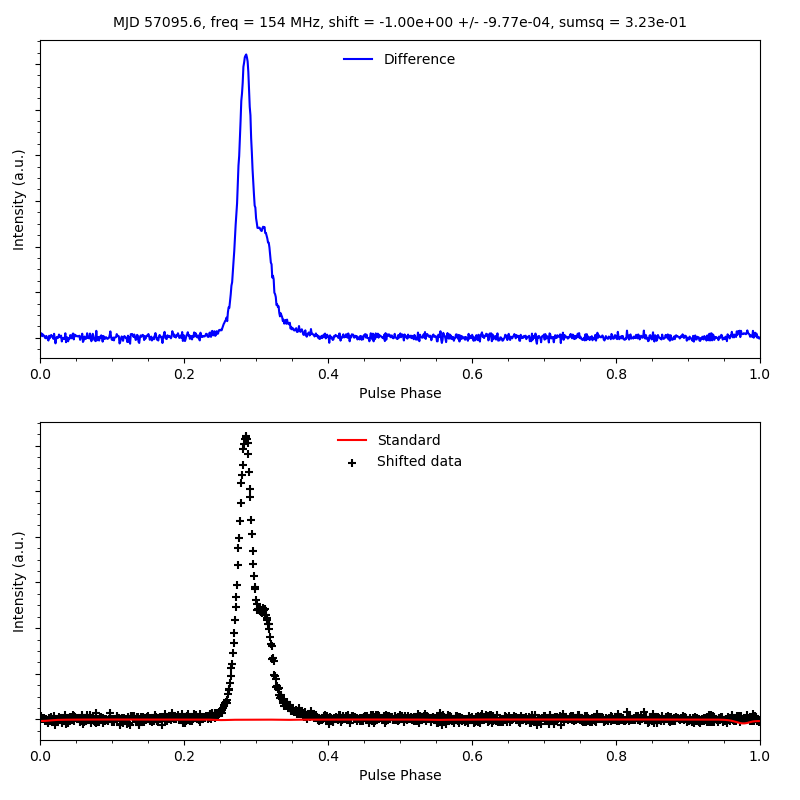 MJD 57095.6, freq = 154 MHz, shift = -1.00e+00 +/- -9.77e-04, sumsq = 3.23e-01
Difference
Intensity (a.u.)
0.0 0.2 0.4 0.6 0.8 1.0
Pulse Phase
Standard
Shifted data
Intensity (a.u.)
0.0 0.2 0.4 0.6 0.8 1.0
Pulse Phase